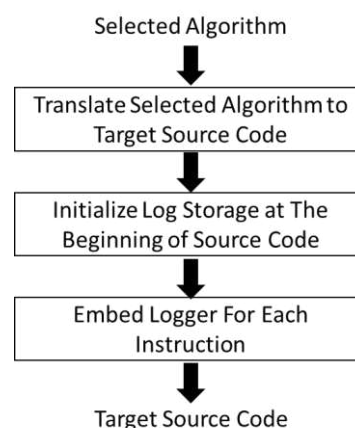 Selected Algorithm
Translate Selected Algorithm to
Target Source Code
Initialize Log Storage at The
Beginning of Source Code
Embed Logger For Each
Instruction
Target Source Code